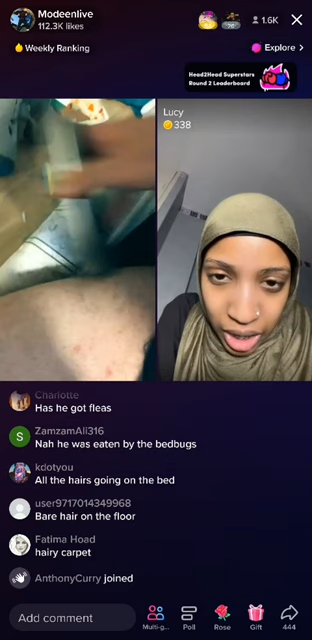 Modeenlive
112.3K likes
1.6K
Weekly Ranking
Explore >
Head2Head Superstars
Round 2 Leaderboard
Lucy
338
Charlotte
Has he got fleas
S
ZamzamAli316
Nah he was eaten by the bedbugs
kdotyou
All the hairs going on the bed
user9717014349968
Bare hair on the floor
Fatima Hoad
hairy carpet
AnthonyCurry joined
Add comment
Multi-g...
Poll
Rose
Gift
444